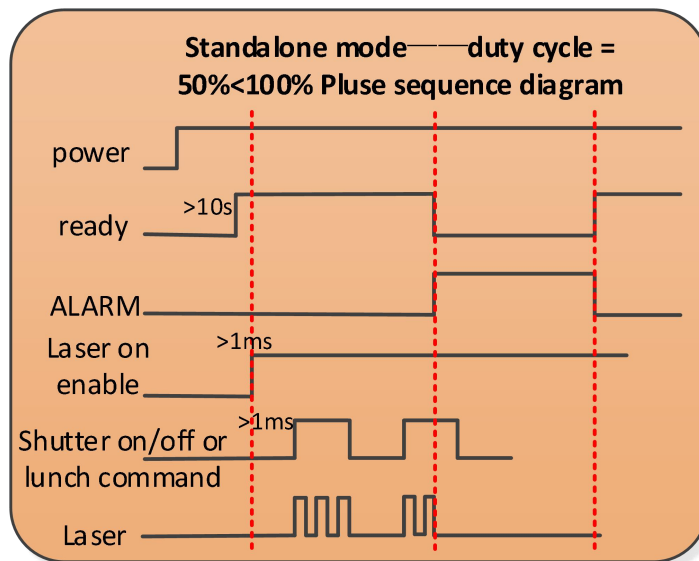 Standalone mode——duty cycle =
50%<100% Pluse sequence diagram
power
>10s
ready
ALARM
Laser on
enable
>1ms
>1ms
Shutter on/off or
lunch command
Laser